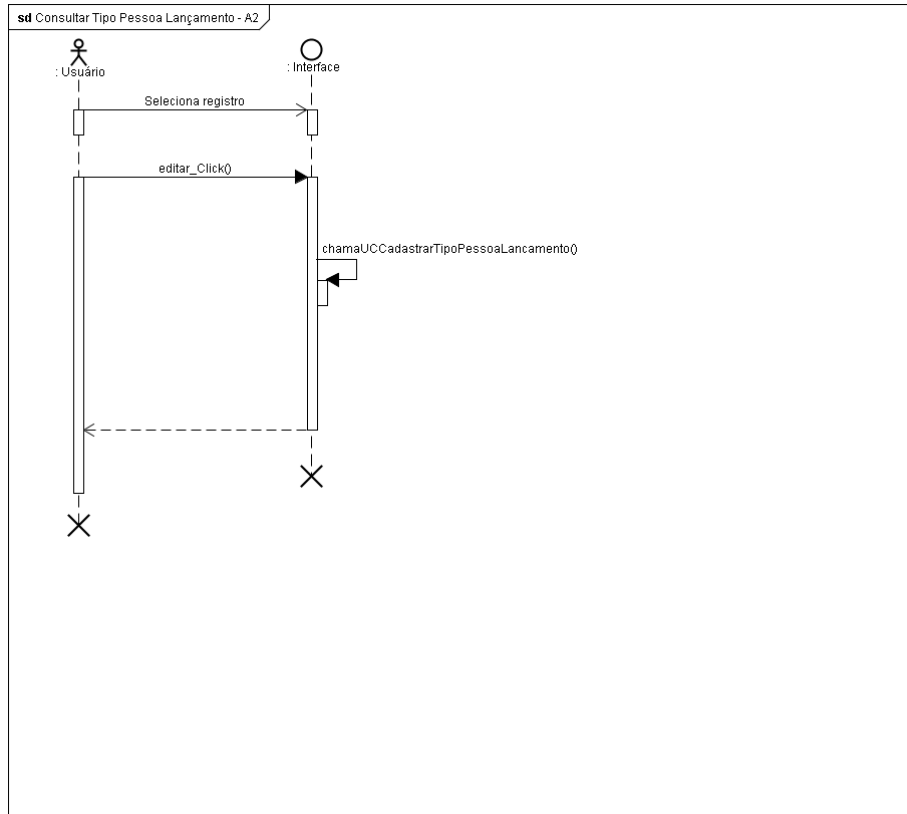 sd Consultar Tipo Pessoa Lançamento - A2
: Usuário
: Interface
Seleciona registro
editar_Click()
chamaUCCadastrarTipoPessoaLancamento()